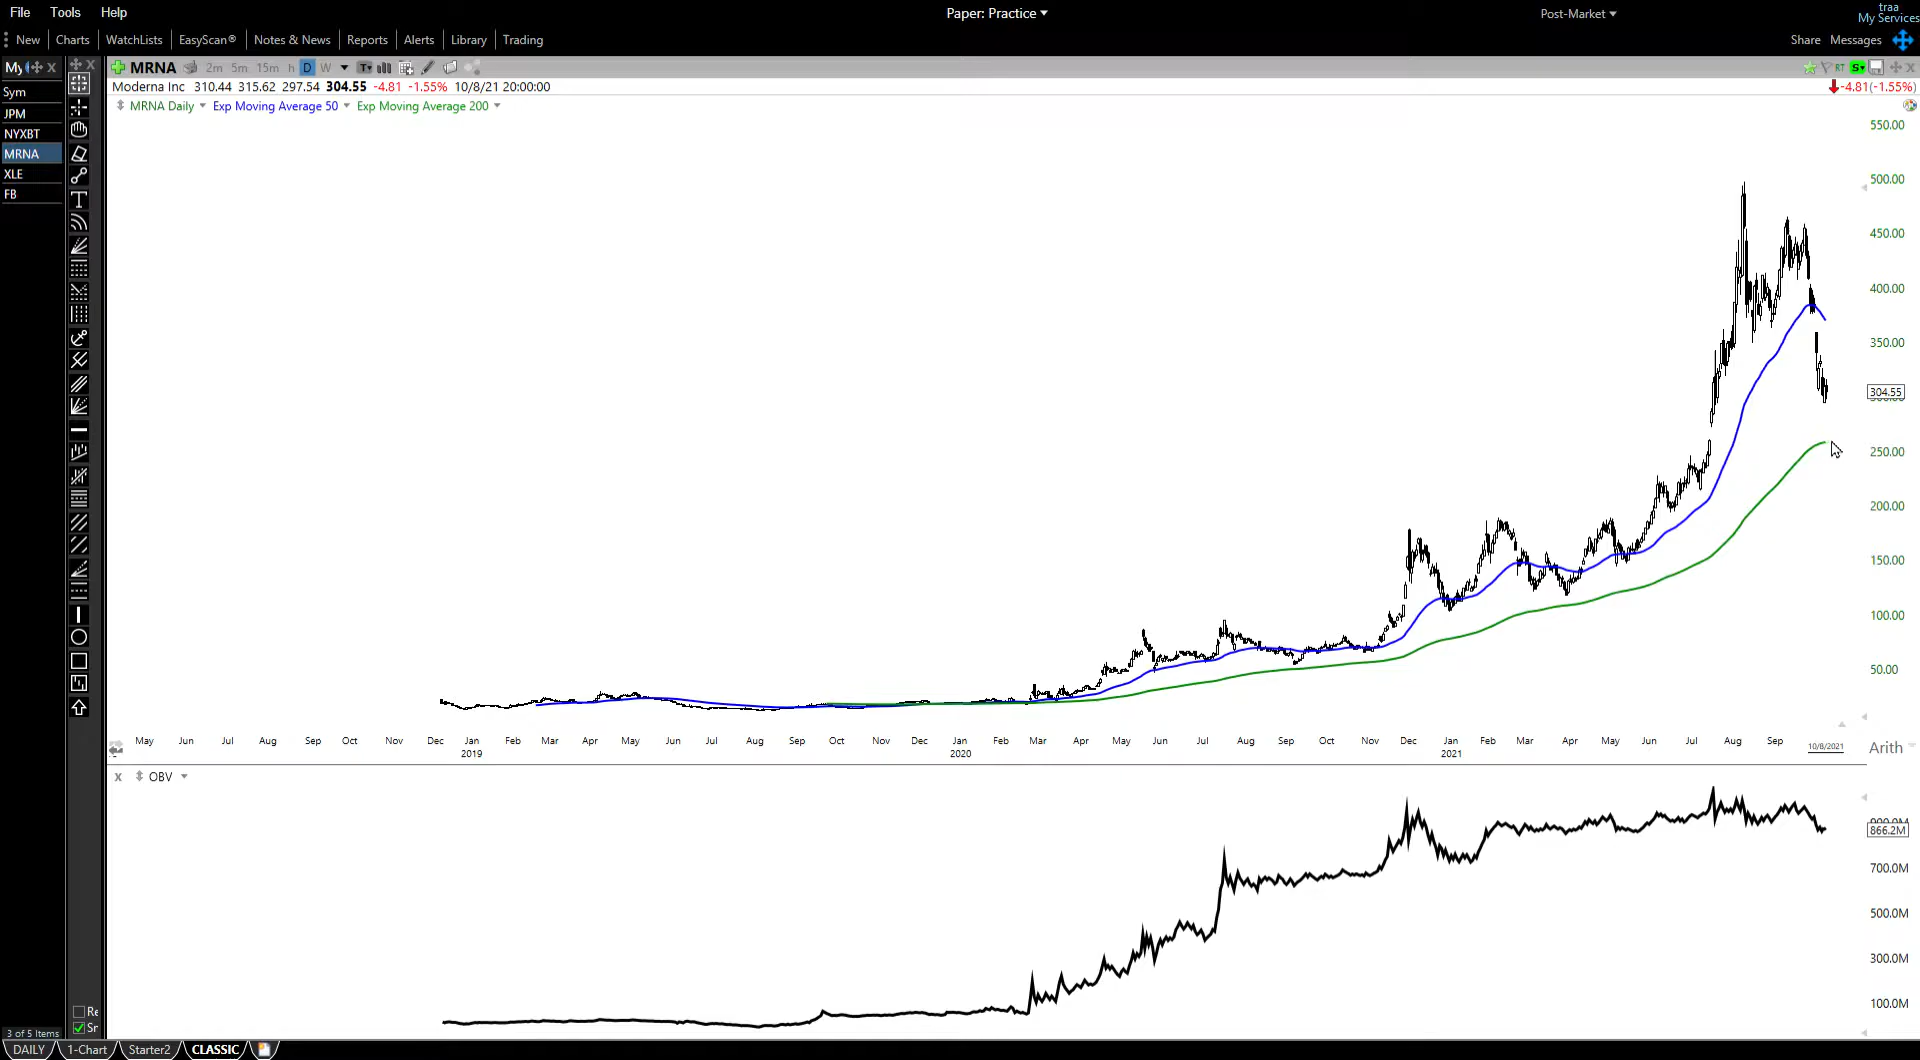 File Tools Help
Paper: Practice
Post-Market
traa
My Services
New Charts WatchLists EasyScan® Notes & News Reports Alerts Library Trading
Share Messages
My
MRNA 2m 5m 15m h D W
RT S
Moderna Inc 310.44 315.62 297.54 304.55 -4.81 -1.55% 10/8/21 20:00:00
-4.81(-1.55%)
MRNA Daily Exp Moving Average 50 Exp Moving Average 200
Sym
JPM
NYXBT
MRNA
XLE
FB
550.00
500.00
450.00
400.00
350.00
304.55
250.00
200.00
150.00
100.00
50.00
May Jun Jul Aug Sep Oct Nov Dec Jan Feb Mar Apr May Jun Jul Aug Sep Oct Nov Dec Jan Feb Mar Apr May Jun Jul Aug Sep Oct Nov Dec Jan Feb Mar Apr May Jun Jul Aug Sep 10/8/2021
2019 2020 2021
Arith
x OBV
866.2M
700.0M
500.0M
300.0M
100.0M
Re
Sr
3 of 5 Items
DAILY 1-Chart Starter2 CLASSIC